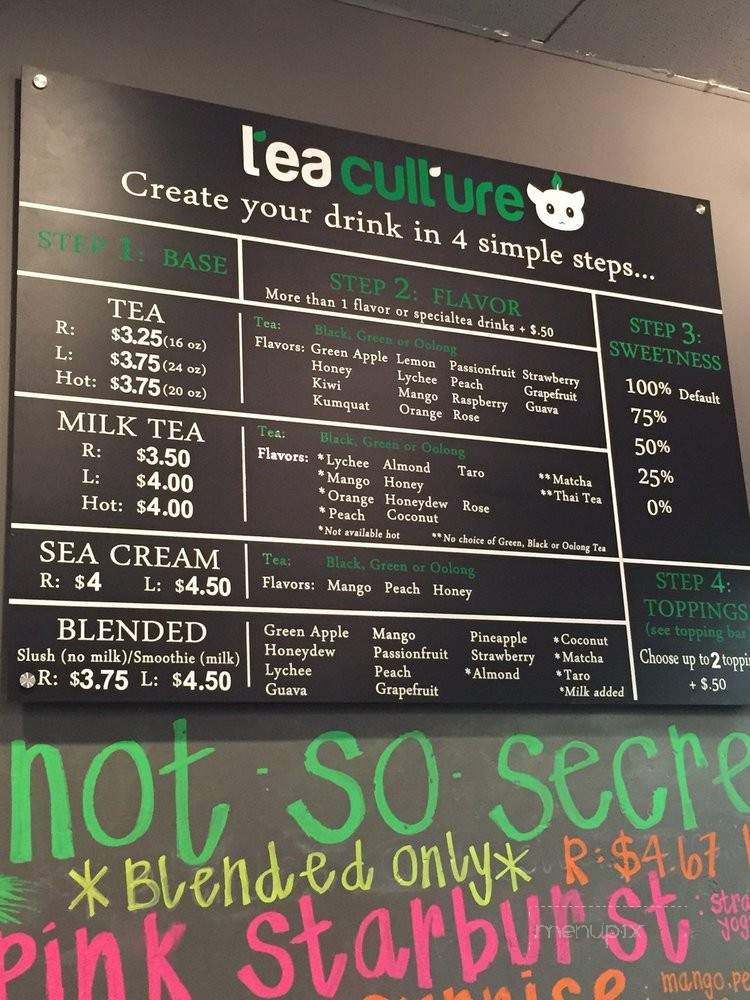 tea culture
Create your drink in 4 simple steps...
STEP 1: BASE
TEA
R: $3.25 (16 oz)
L: $3.75 (24 oz)
Hot: $3.75 (20 oz)
MILK TEA
R: $3.50
L: $4.00
Hot: $4.00
SEA CREAM
R: $4 L: $4.50
BLENDED
Slush (no milk)/Smoothie (milk)
*R: $3.75 L: $4.50
STEP 2: FLAVOR
More than 1 flavor or specialtea drinks + $.50
Tea: Black, Green or Oolong
Flavors: Green Apple Lemon Passionfruit Strawberry
Honey Lychee Peach Grapefruit
Kiwi Mango Raspberry Guava
Kumquat Orange Rose
Tea: Black, Green or Oolong
Flavors: *Lychee Almond Taro **Matcha
*Mango Honey **Thai Tea
*Orange Honeydew Rose
*Peach Coconut
*Not available hot **No choice of Green, Black or Oolong Tea
Tea: Black, Green or Oolong
Flavors: Mango Peach Honey
Green Apple Mango Pineapple *Coconut
Honeydew Passionfruit Strawberry *Matcha
Lychee Peach *Almond *Taro
Guava Grapefruit *Milk added
STEP 3:
SWEETNESS
100% Default
75%
50%
25%
0%
STEP 4:
TOPPINGS
(see topping ba
Choose up to 2 toppi
+ $.50
not-so-secre
*Blended only* R:$4.67
pink starburst: stra
yog
mango, pe
menupix